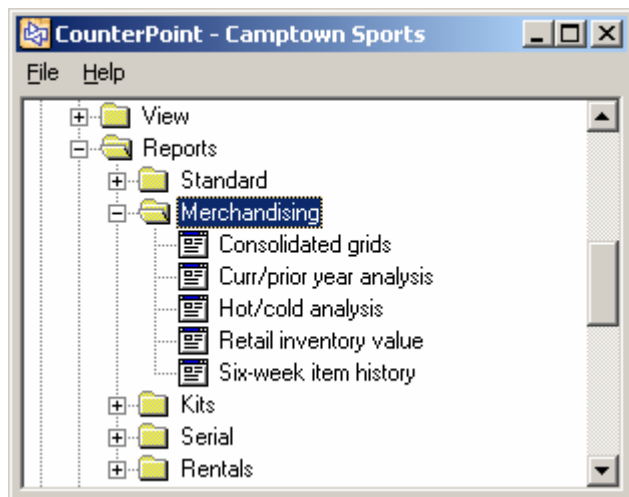 CounterPoint - Camptown Sports
File Help
View
Reports
Standard
Merchandising
Consolidated grids
Curr/prior year analysis
Hot/cold analysis
Retail inventory value
Six-week item history
Kits
Serial
Rentals